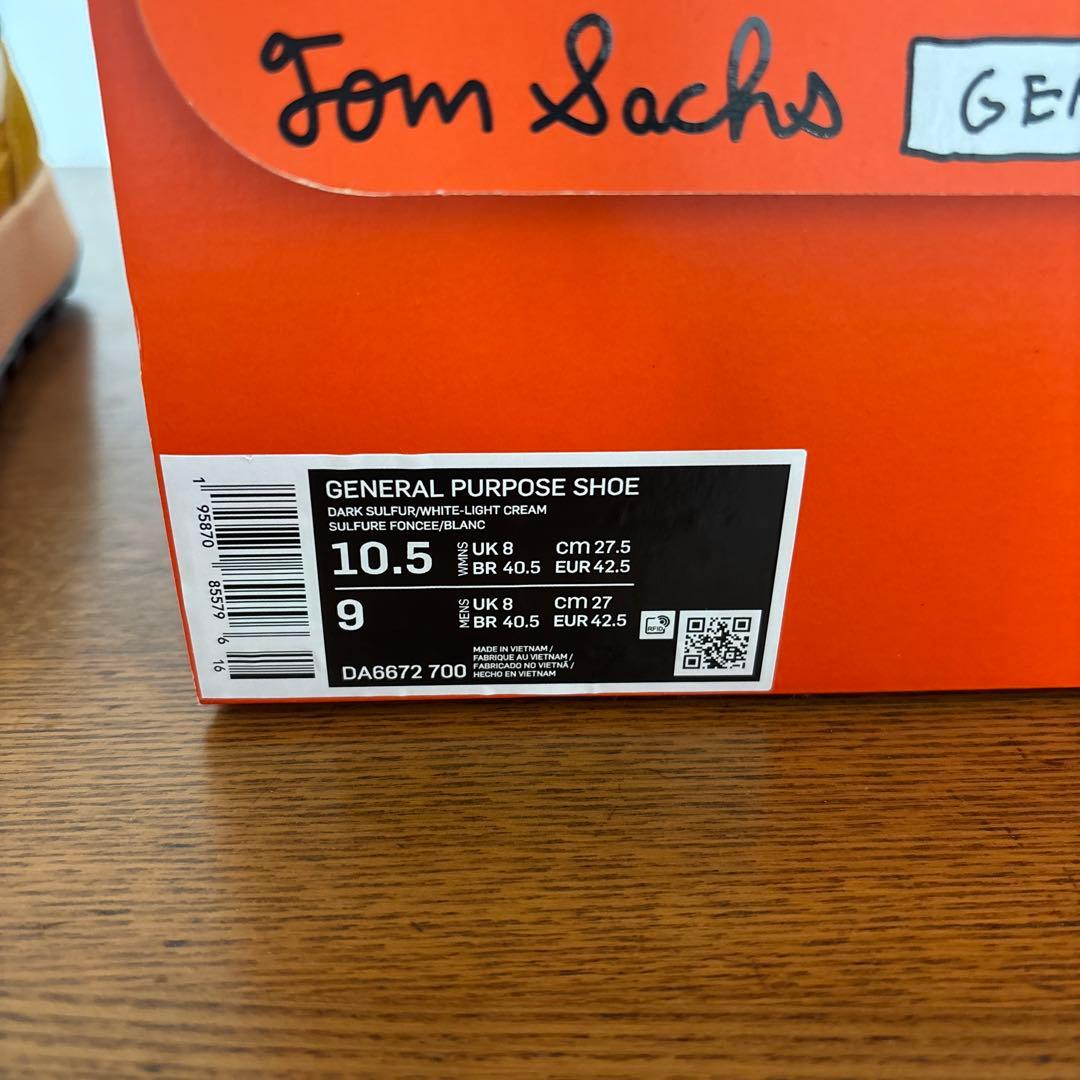 Tom Sachs
GEN
GENERAL PURPOSE SHOE
DARK SULFUR/WHITE-LIGHT CREAM
SULFURE FONCEE/BLANC
10.5 WMNS UK 8 cm 27.5
BR 40.5 EUR 42.5
9 MENS UK 8 cm 27
BR 40.5 EUR 42.5
RFID
DA6672 700
MADE IN VIETNAM /
FABRIQUE AU VIETNAM /
FABRICADO NO VIETNÃ /
HECHO EN VIETNAM
1 95870 85579 6 16